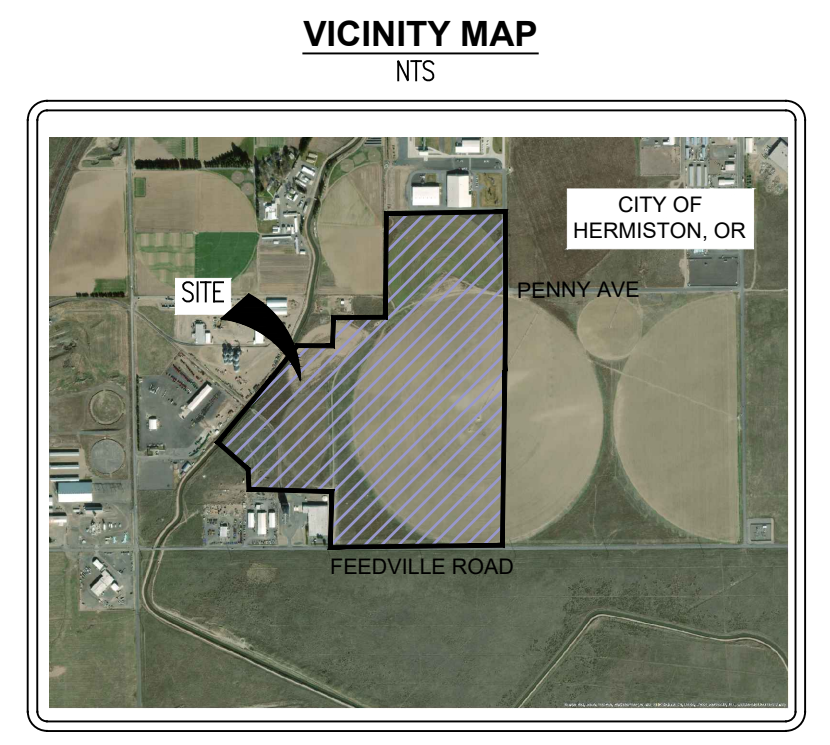 VICINITY MAP
NTS
CITY OF
HERMISTON, OR
SITE
PENNY AVE
FEEDVILLE ROAD